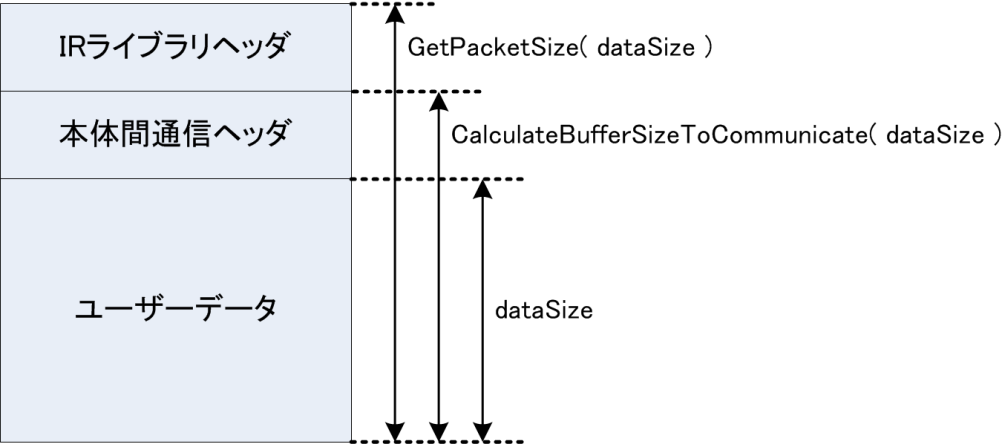 IRライブラリヘッダ
GetPacketSize( dataSize )
本体間通信ヘッダ
CalculateBufferSizeToCommunicate( dataSize )
ユーザーデータ
dataSize